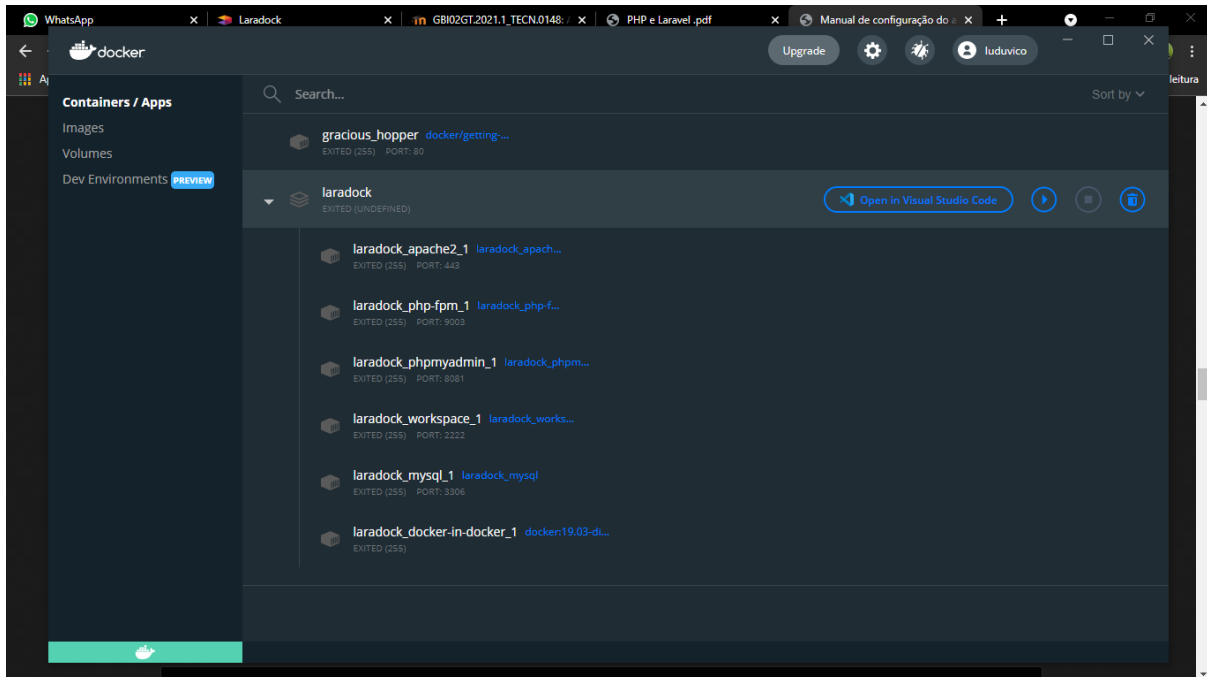 WhatsApp
Laradock
GBI02GT.2021.1_TECN.0148: /
PHP e Laravel .pdf
Manual de configuração do a
docker
Upgrade
luduvico
leitura
Containers / Apps
Images
Volumes
Dev Environments PREVIEW
Search...
Sort by
gracious_hopper docker/getting-...
EXITED (255) PORT: 80
laradock
EXITED (UNDEFINED)
Open in Visual Studio Code
laradock_apache2_1 laradock_apach...
EXITED (255) PORT: 443
laradock_php-fpm_1 laradock_php-f...
EXITED (255) PORT: 9003
laradock_phpmyadmin_1 laradock_phpm...
EXITED (255) PORT: 8081
laradock_workspace_1 laradock_works...
EXITED (255) PORT: 2222
laradock_mysql_1 laradock_mysql
EXITED (255) PORT: 3306
laradock_docker-in-docker_1 docker:19.03-di...
EXITED (255)